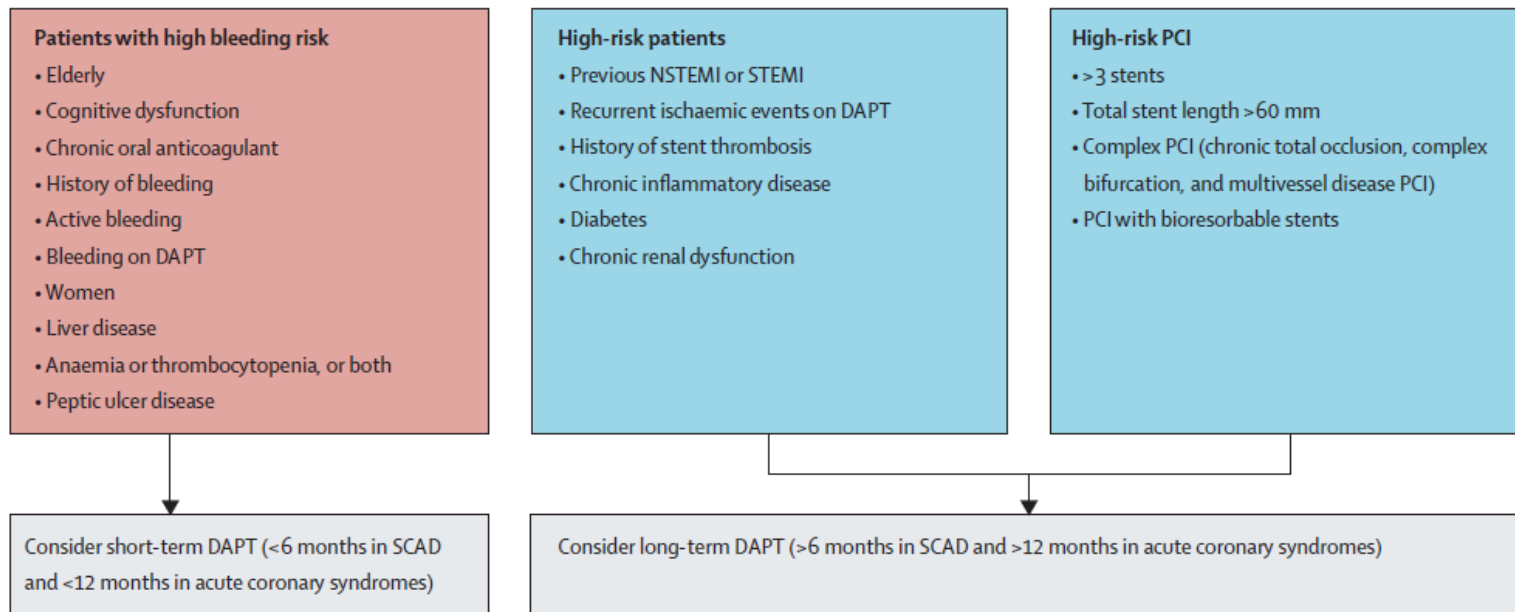 Patients with high bleeding risk
• Elderly
• Cognitive dysfunction
• Chronic oral anticoagulant
• History of bleeding
• Active bleeding
• Bleeding on DAPT
• Women
• Liver disease
• Anaemia or thrombocytopenia, or both
• Peptic ulcer disease
High-risk patients
• Previous NSTEMI or STEMI
• Recurrent ischaemic events on DAPT
• History of stent thrombosis
• Chronic inflammatory disease
• Diabetes
• Chronic renal dysfunction
High-risk PCI
• >3 stents
• Total stent length >60 mm
• Complex PCI (chronic total occlusion, complex
bifurcation, and multivessel disease PCI)
• PCI with bioresorbable stents
Consider short-term DAPT (<6 months in SCAD
and <12 months in acute coronary syndromes)
Consider long-term DAPT (>6 months in SCAD and >12 months in acute coronary syndromes)